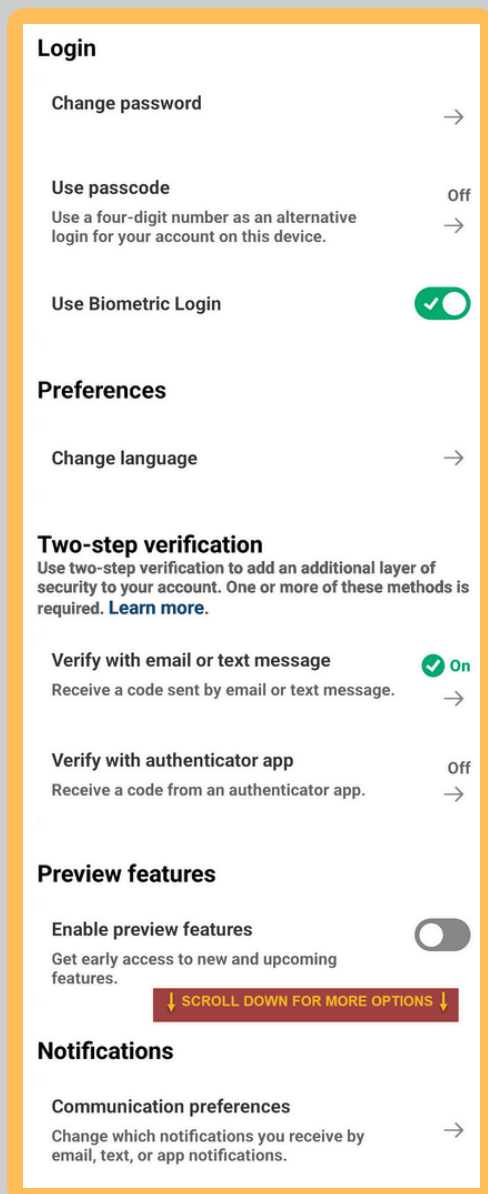 Login
Change password
Use passcode
Off
Use a four-digit number as an alternative
login for your account on this device.
Use Biometric Login
Preferences
Change language
Two-step verification
Use two-step verification to add an additional layer of
security to your account. One or more of these methods is
required. Learn more.
Verify with email or text message
On
Receive a code sent by email or text message.
Verify with authenticator app
Off
Receive a code from an authenticator app.
Preview features
Enable preview features
Get early access to new and upcoming
features.
↓ SCROLL DOWN FOR MORE OPTIONS ↓
Notifications
Communication preferences
Change which notifications you receive by
email, text, or app notifications.